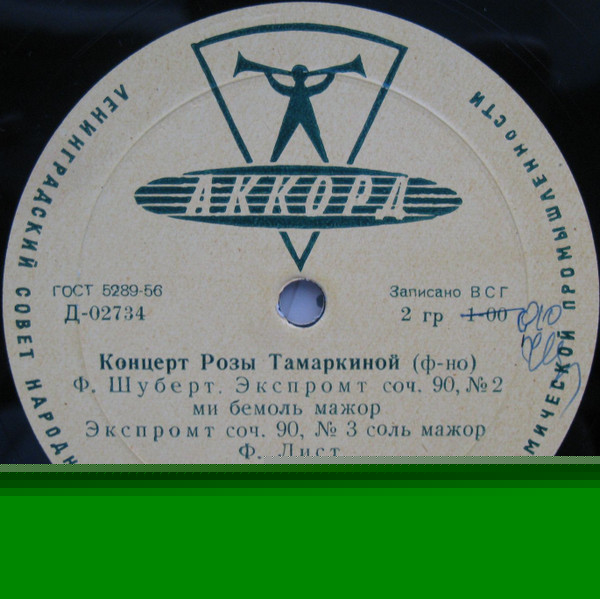 ЛЕНИНГРАДСКИЙ СОВЕТ НАРОДН
МИЧЕСКОЙ ПРОМЫШЛЕННОСТИ
АККОРД
ГОСТ 5289-56
Д-02734
Записано ВСГ
2 гр 1-00
Концерт Розы Тамаркиной (ф-но)
Ф. Шуберт. Экспромт соч. 90, № 2
ми бемоль мажор
Экспромт соч. 90, № 3 соль мажор
Ф. Лист